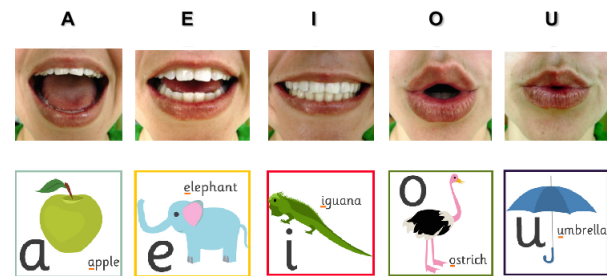 A E I O U
a apple
e elephant
i iguana
o ostrich
u umbrella